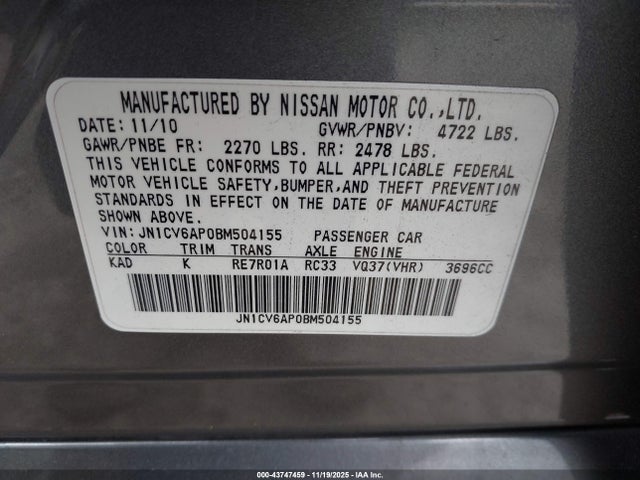 MANUFACTURED BY NISSAN MOTOR CO.,LTD.
DATE: 11/10 GVWR/PNBV: 4722 LBS.
GAWR/PNBE FR: 2270 LBS. RR: 2478 LBS.
THIS VEHICLE CONFORMS TO ALL APPLICABLE FEDERAL
MOTOR VEHICLE SAFETY,BUMPER,AND THEFT PREVENTION
STANDARDS IN EFFECT ON THE DATE OF MANUFACTURE
SHOWN ABOVE.
VIN: JN1CV6AP0BM504155 PASSENGER CAR
COLOR TRIM TRANS AXLE ENGINE
KAD K RE7R01A RC33 VQ37(VHR) 3696CC
JN1CV6AP0BM504155
000-43747459 - 11/19/2025 - IAA Inc.